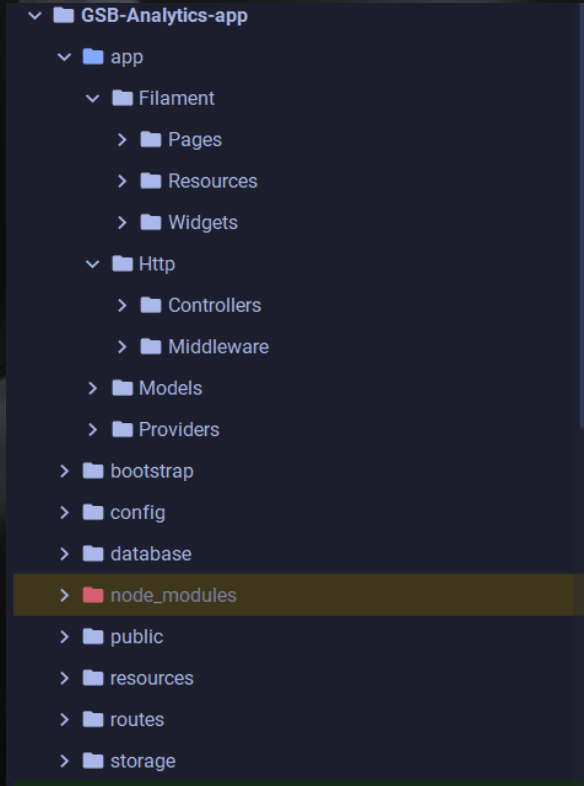 GSB-Analytics-app
app
Filament
Pages
Resources
Widgets
Http
Controllers
Middleware
Models
Providers
bootstrap
config
database
node_modules
public
resources
routes
storage